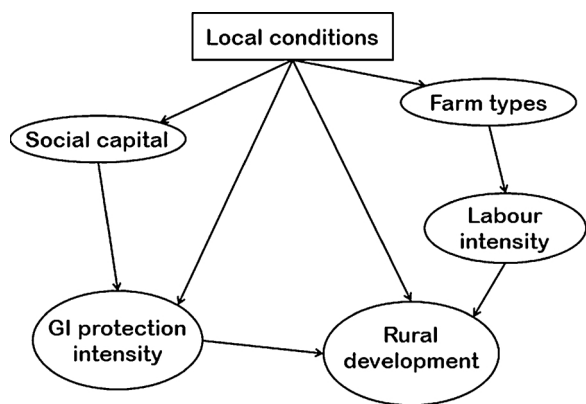 Local conditions
Farm types
Social capital
Labour
intensity
GI protection
intensity
Rural
development